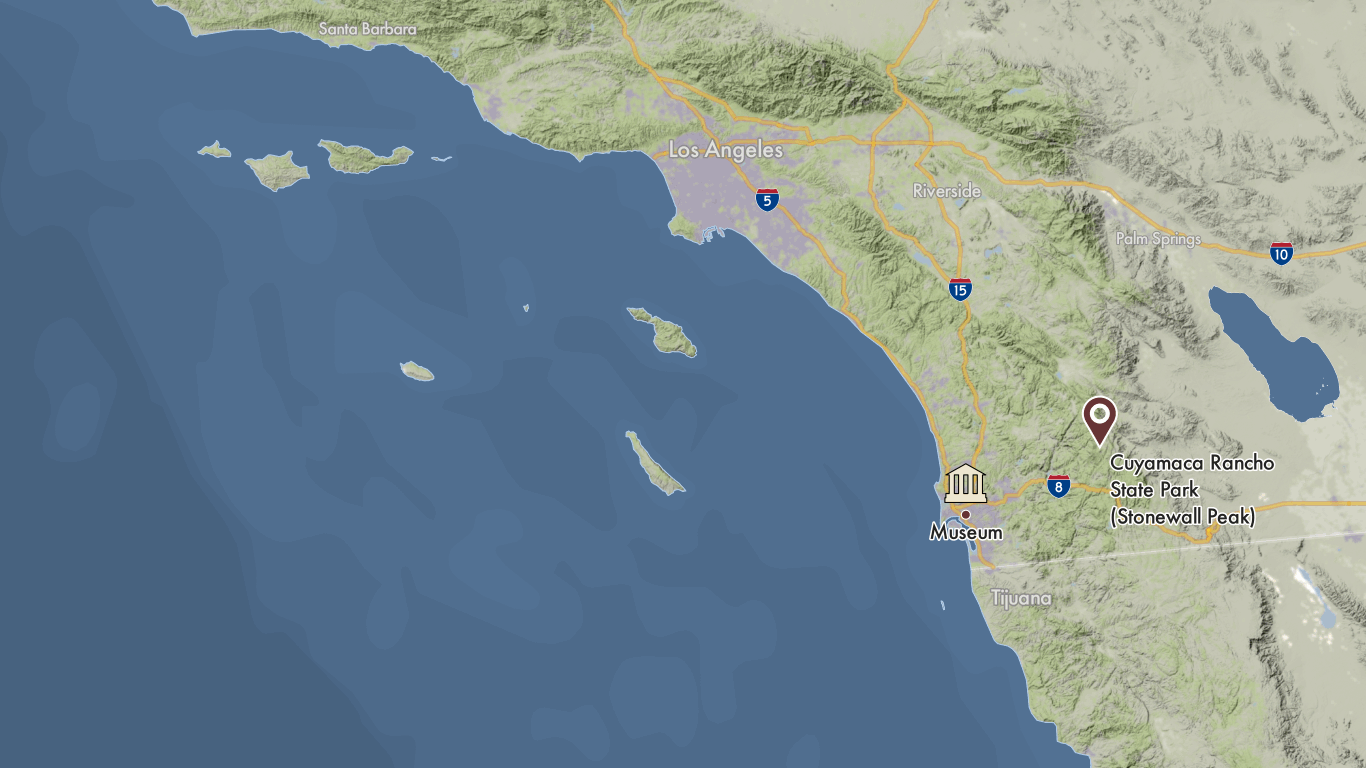 Santa Barbara
Los Angeles
5
Riverside
Palm Springs
10
15
Cuyamaca Rancho
State Park
(Stonewall Peak)
8
Museum
Tijuana